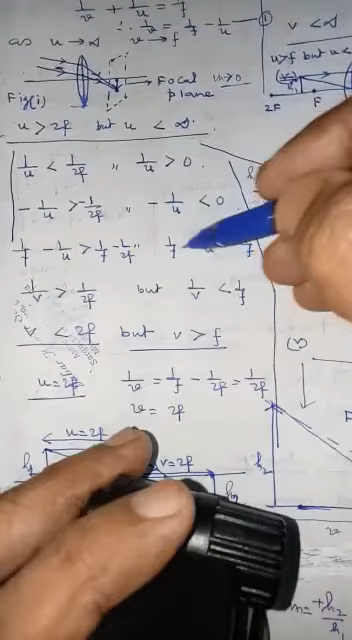 1/v + 1/u = 1/f
∴ 1/v = 1/f - 1/u —①
as u→∝ v→f
Focal plane
m→0
Fig(i)
u > 2f but u < ∝.
1/u < 1/2f ,, 1/u > 0.
-1/u > -1/2f ,, -1/u < 0
1/f - 1/u > 1/f - 1/2f ,, 1/f
1/v > 1/2f but 1/v < 1/f
v < 2f but v > f
u = 2f 1/v = 1/f - 1/2f = 1/2f
v = 2f
u = 2f
v = 2f
h1
h2
v < ∝
u > f but u <
2F F
(v)
h2
v
m = +h2/h